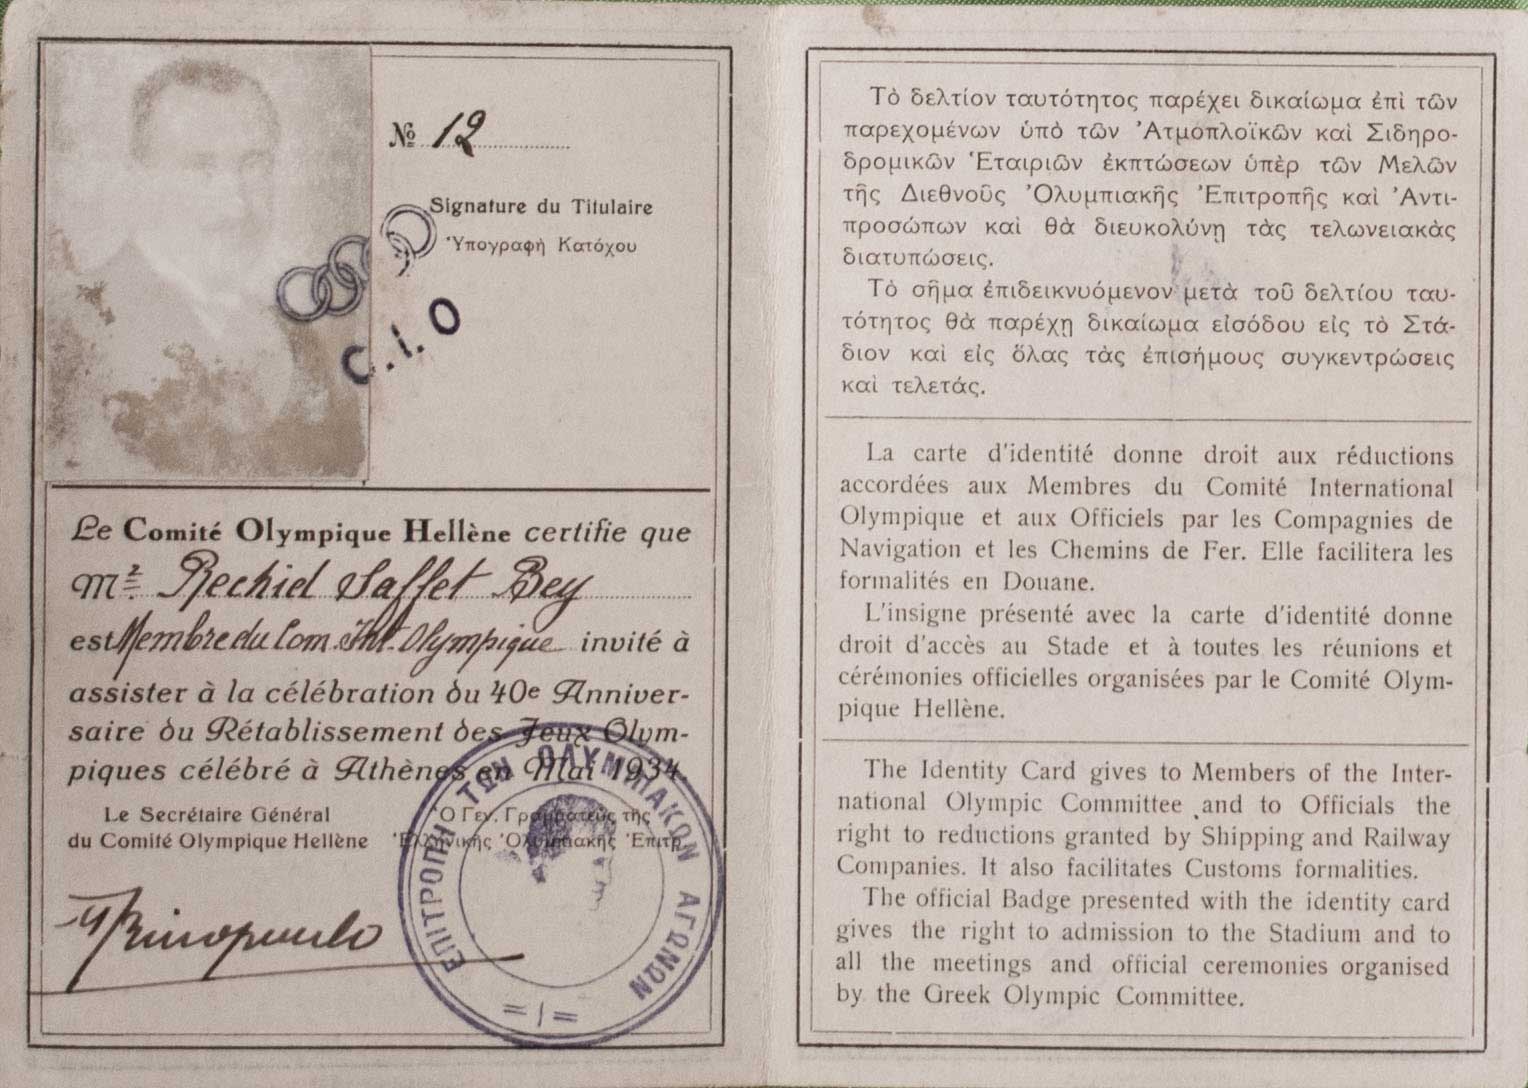 № 12
Signature du Titulaire
Ὑπογραφὴ Κατόχου
C.I.O
Le Comité Olympique Hellène certifie que
Mr. Rechid Saffet Bey
est Membre du Com. Int. Olympique invité à
assister à la célébration du 40e Anniver-
saire du Rétablissement des Jeux Olym-
piques célébré à Athènes en Mai 1934.
Le Secrétaire Général
du Comité Olympique Hellène
Ὁ Γεν. Γραμματεὺς τῆς
Ἑλληνικῆς Ὀλυμπιακῆς Ἐπιτρ.
ΕΠΙΤΡΟΠΗ ΤΩΝ ΟΛΥΜΠΙΑΚΩΝ ΑΓΩΝΩΝ
Τὸ δελτίον ταυτότητος παρέχει δικαίωμα ἐπὶ τῶν
παρεχομένων ὑπὸ τῶν Ἀτμοπλοϊκῶν καὶ Σιδηρο-
δρομικῶν Ἑταιριῶν ἐκπτώσεων ὑπὲρ τῶν Μελῶν
τῆς Διεθνοῦς Ὀλυμπιακῆς Ἐπιτροπῆς καὶ Ἀντι-
προσώπων καὶ θὰ διευκολύνῃ τὰς τελωνειακὰς
διατυπώσεις.
Τὸ σῆμα ἐπιδεικνυόμενον μετὰ τοῦ δελτίου ταυ-
τότητος θὰ παρέχῃ δικαίωμα εἰσόδου εἰς τὸ Στά-
διον καὶ εἰς ὅλας τὰς ἐπισήμους συγκεντρώσεις
καὶ τελετάς.
La carte d'identité donne droit aux réductions
accordées aux Membres du Comité International
Olympique et aux Officiels par les Compagnies de
Navigation et les Chemins de Fer. Elle facilitera les
formalités en Douane.
L'insigne présenté avec la carte d'identité donne
droit d'accès au Stade et à toutes les réunions et
cérémonies officielles organisées par le Comité Olym-
pique Hellène.
The Identity Card gives to Members of the Inter-
national Olympic Committee and to Officials the
right to reductions granted by Shipping and Railway
Companies. It also facilitates Customs formalities.
The official Badge presented with the identity card
gives the right to admission to the Stadium and to
all the meetings and official ceremonies organised
by the Greek Olympic Committee.